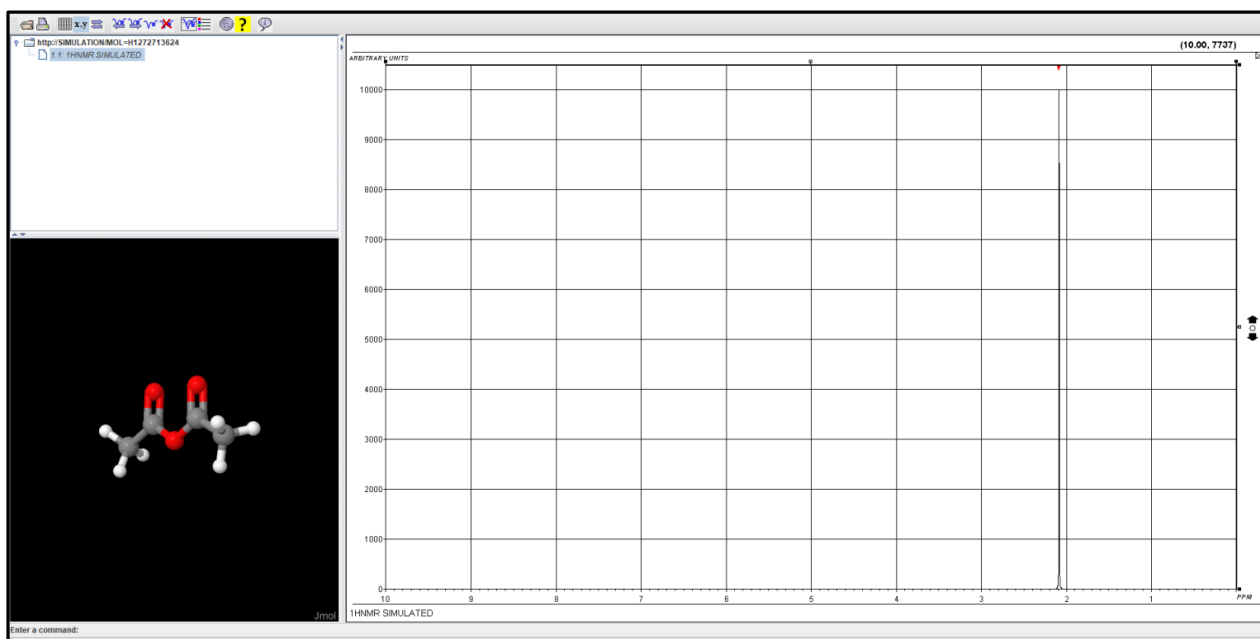 x,y
?
http://SIMULATION/MOL=H1272713624
1.1. 1HNMR SIMULATED
(10.00, 7737)
ARBITRARY UNITS
10000
9000
8000
7000
6000
5000
4000
3000
2000
1000
0
10 9 8 7 6 5 4 3 2 1 PPM
1HNMR SIMULATED
Jmol
Enter a command: